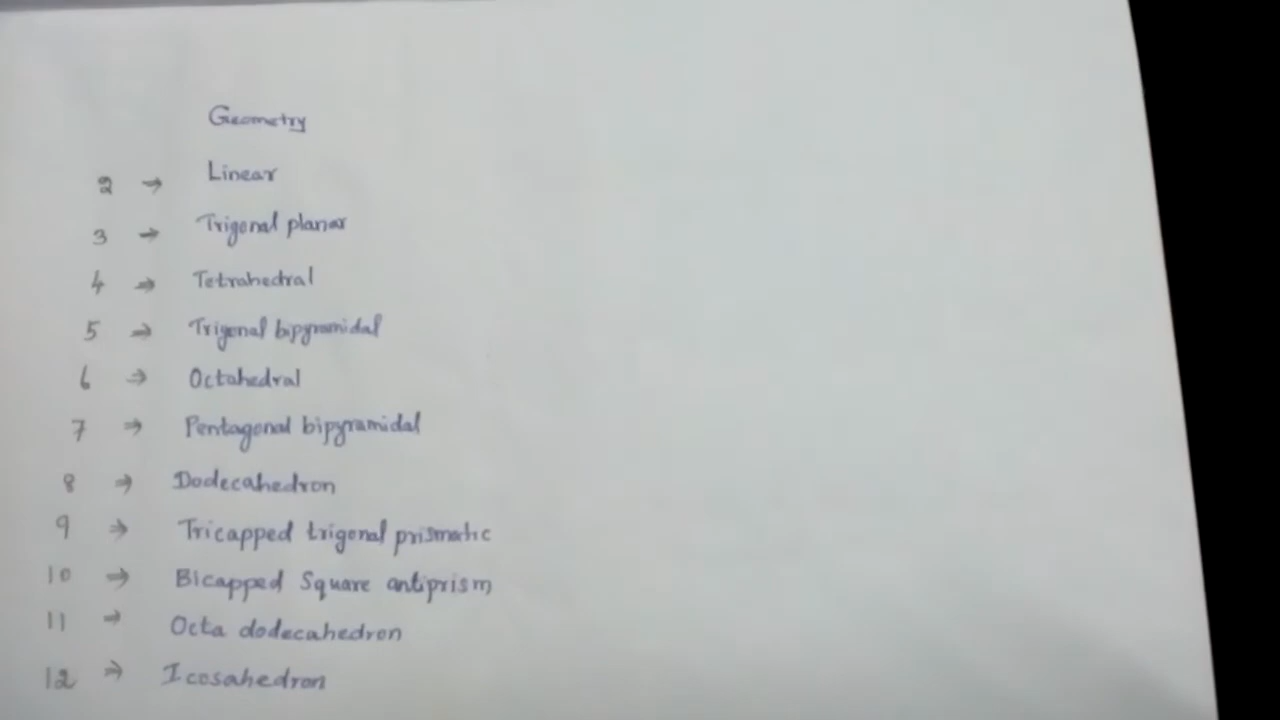 Geometry
2 → Linear
3 → Trigonal planar
4 → Tetrahedral
5 → Trigonal bipyramidal
6 → Octahedral
7 → Pentagonal bipyramidal
8 → Dodecahedron
9 → Tricapped trigonal prismatic
10 → Bicapped Square antiprism
11 → Octa dodecahedron
12 → Icosahedron